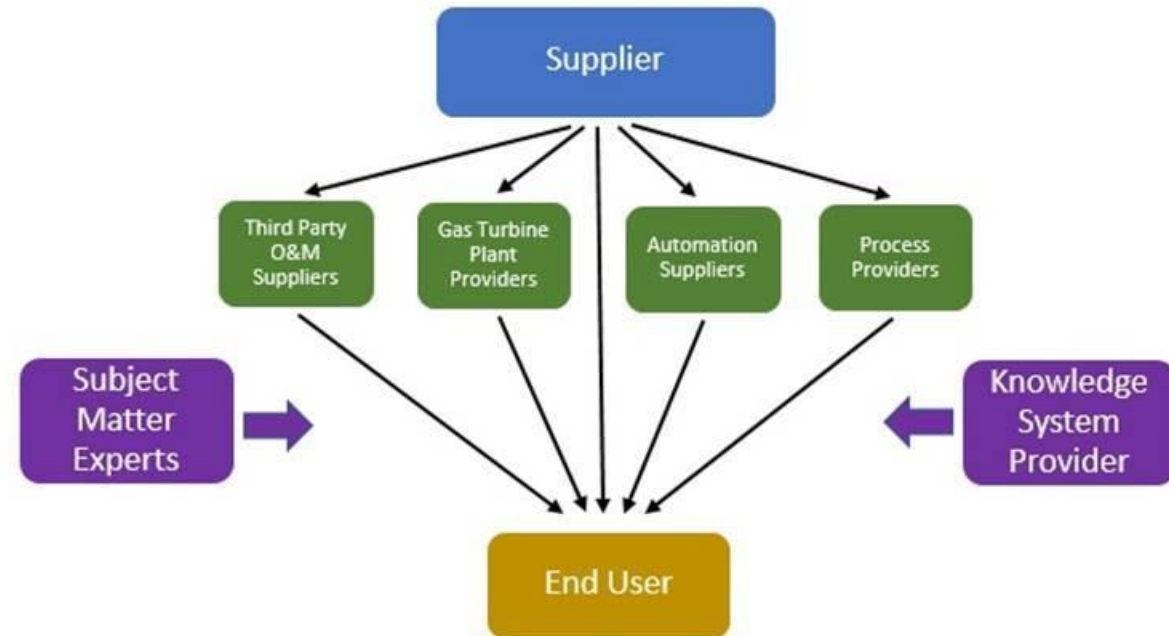 Supplier
Third Party
O&M
Suppliers
Gas Turbine
Plant
Providers
Automation
Suppliers
Process
Providers
Subject
Matter
Experts
Knowledge
System
Provider
End User